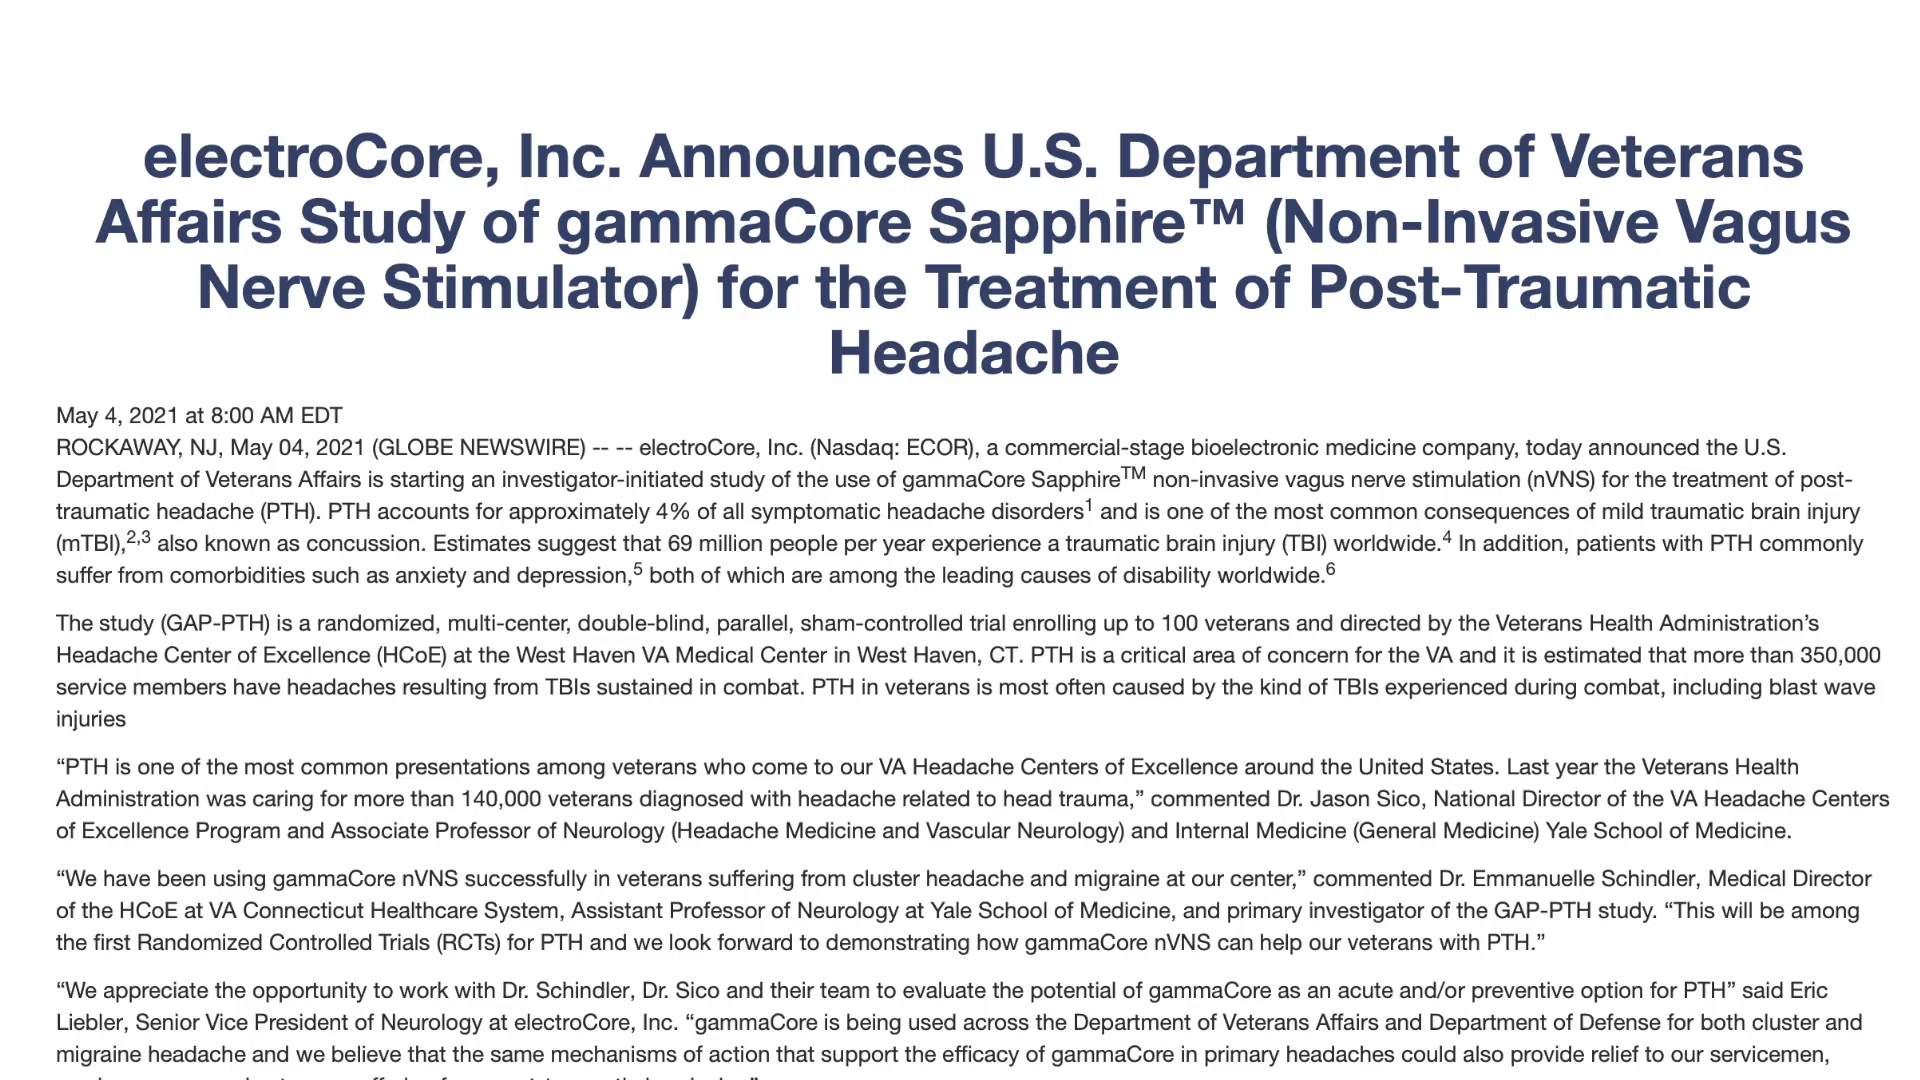 electroCore, Inc. Announces U.S. Department of Veterans
Affairs Study of gammaCore Sapphire™ (Non-Invasive Vagus
Nerve Stimulator) for the Treatment of Post-Traumatic
Headache
May 4, 2021 at 8:00 AM EDT
ROCKAWAY, NJ, May 04, 2021 (GLOBE NEWSWIRE) -- -- electroCore, Inc. (Nasdaq: ECOR), a commercial-stage bioelectronic medicine company, today announced the U.S.
Department of Veterans Affairs is starting an investigator-initiated study of the use of gammaCore Sapphire™ non-invasive vagus nerve stimulation (nVNS) for the treatment of post-
traumatic headache (PTH). PTH accounts for approximately 4% of all symptomatic headache disorders¹ and is one of the most common consequences of mild traumatic brain injury
(mTBI),²,³ also known as concussion. Estimates suggest that 69 million people per year experience a traumatic brain injury (TBI) worldwide.⁴ In addition, patients with PTH commonly
suffer from comorbidities such as anxiety and depression,⁵ both of which are among the leading causes of disability worldwide.⁶
The study (GAP-PTH) is a randomized, multi-center, double-blind, parallel, sham-controlled trial enrolling up to 100 veterans and directed by the Veterans Health Administration’s
Headache Center of Excellence (HCoE) at the West Haven VA Medical Center in West Haven, CT. PTH is a critical area of concern for the VA and it is estimated that more than 350,000
service members have headaches resulting from TBIs sustained in combat. PTH in veterans is most often caused by the kind of TBIs experienced during combat, including blast wave
injuries
“PTH is one of the most common presentations among veterans who come to our VA Headache Centers of Excellence around the United States. Last year the Veterans Health
Administration was caring for more than 140,000 veterans diagnosed with headache related to head trauma,” commented Dr. Jason Sico, National Director of the VA Headache Centers
of Excellence Program and Associate Professor of Neurology (Headache Medicine and Vascular Neurology) and Internal Medicine (General Medicine) Yale School of Medicine.
“We have been using gammaCore nVNS successfully in veterans suffering from cluster headache and migraine at our center,” commented Dr. Emmanuelle Schindler, Medical Director
of the HCoE at VA Connecticut Healthcare System, Assistant Professor of Neurology at Yale School of Medicine, and primary investigator of the GAP-PTH study. “This will be among
the first Randomized Controlled Trials (RCTs) for PTH and we look forward to demonstrating how gammaCore nVNS can help our veterans with PTH.”
“We appreciate the opportunity to work with Dr. Schindler, Dr. Sico and their team to evaluate the potential of gammaCore as an acute and/or preventive option for PTH” said Eric
Liebler, Senior Vice President of Neurology at electroCore, Inc. “gammaCore is being used across the Department of Veterans Affairs and Department of Defense for both cluster and
migraine headache and we believe that the same mechanisms of action that support the efficacy of gammaCore in primary headaches could also provide relief to our servicemen,